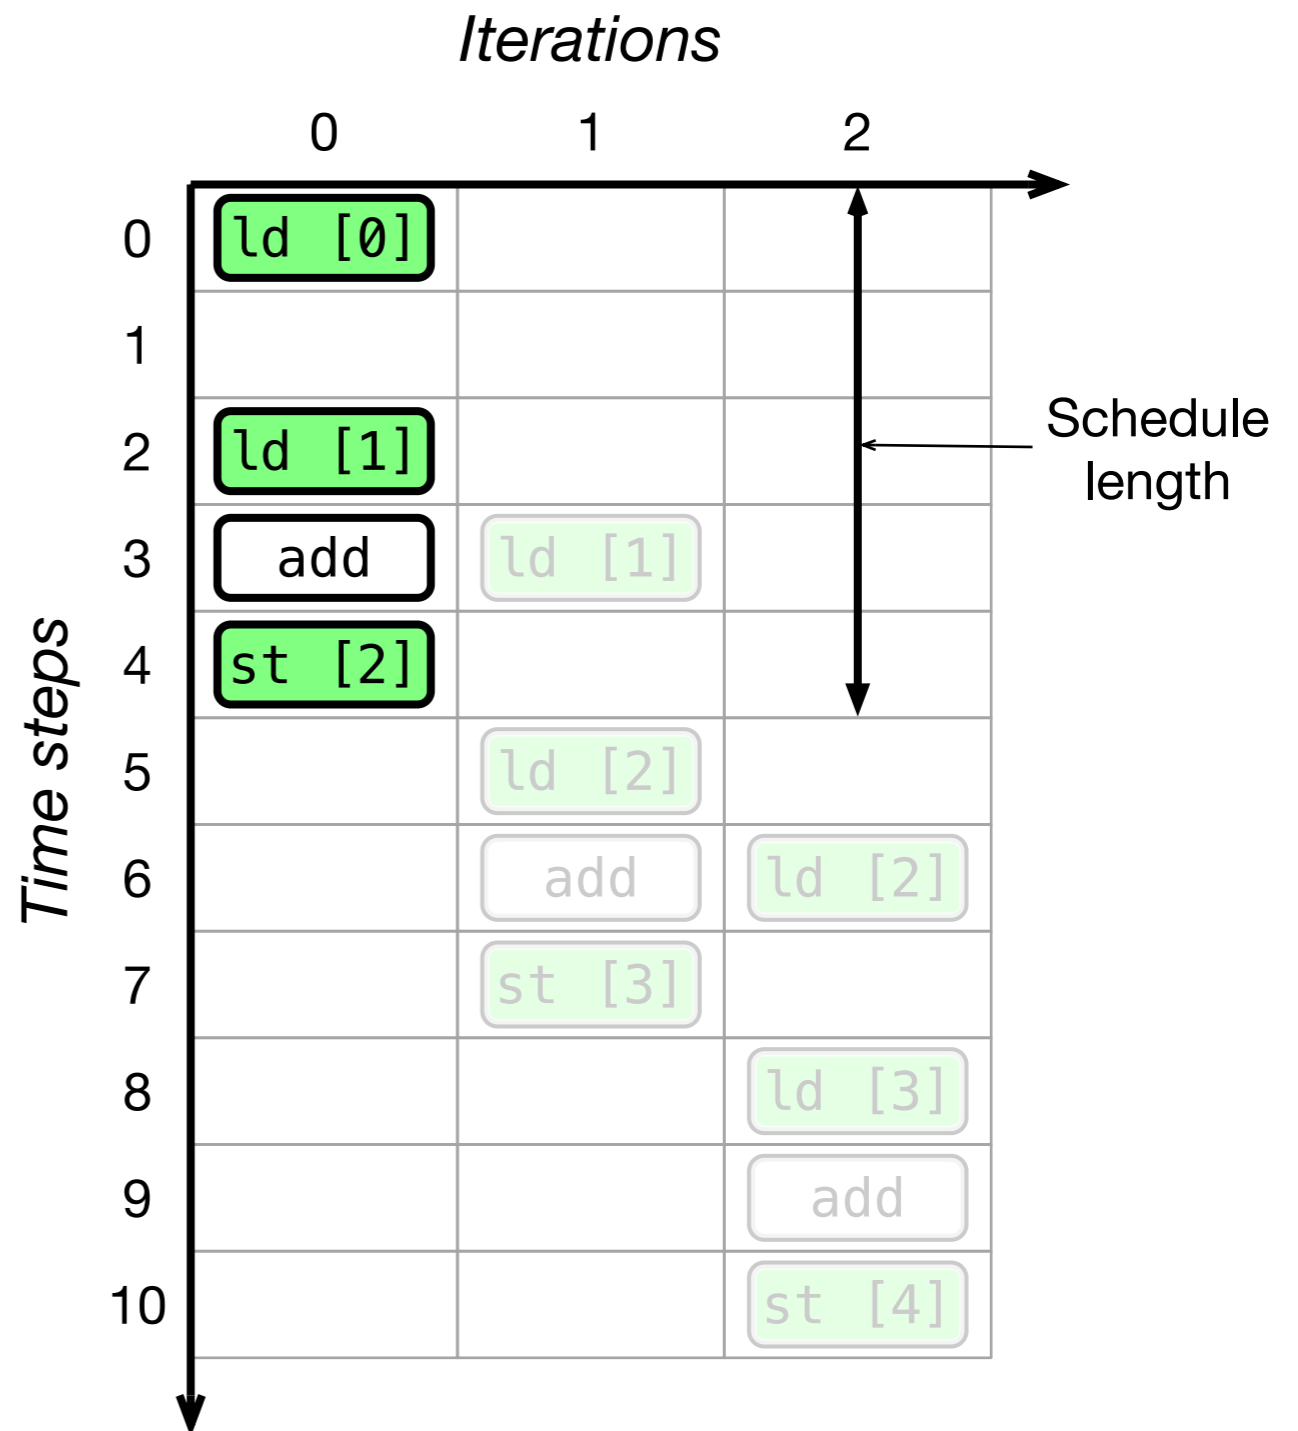 Iterations
0 1 2
0 ld [0]
1
2 ld [1]
Schedule
length
3 add ld [1]
4 st [2]
Time steps
5 ld [2]
6 add ld [2]
7 st [3]
8 ld [3]
9 add
10 st [4]